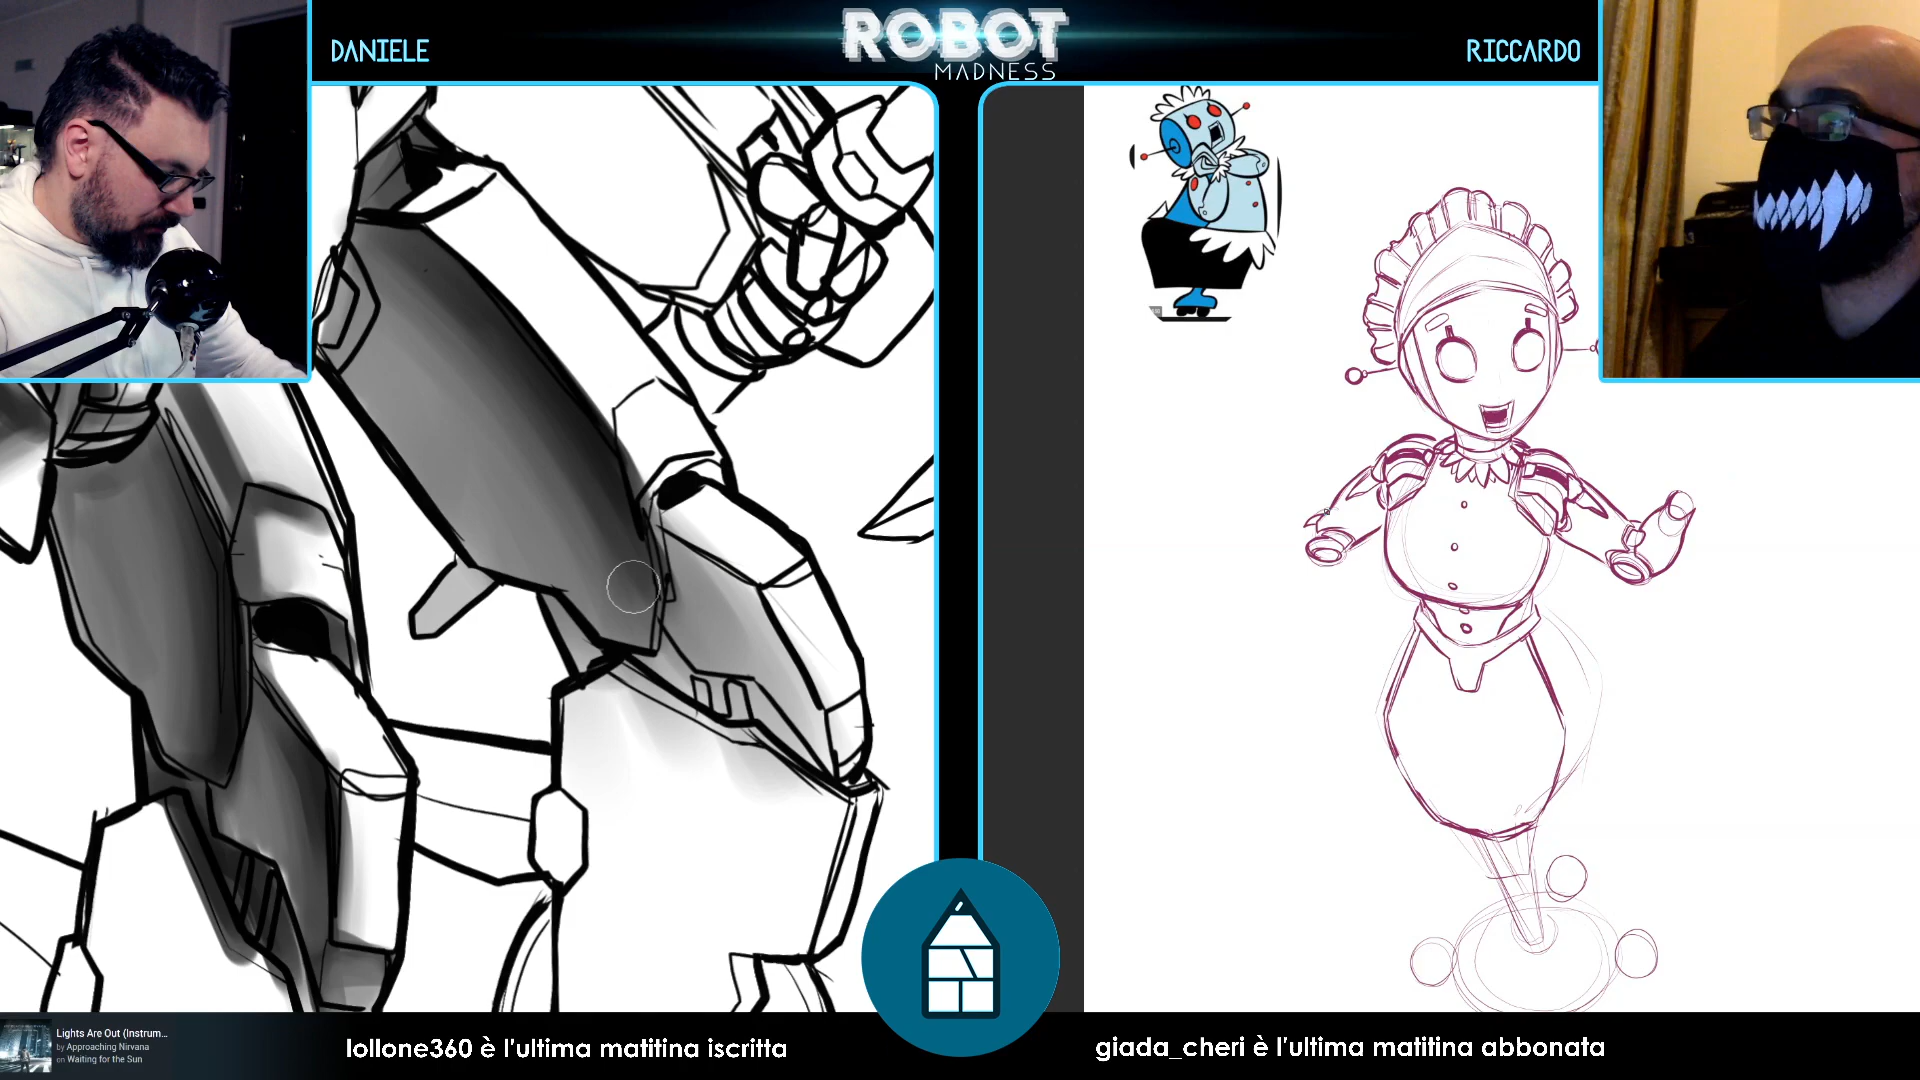 DANIELE
ROBOT
MADNESS
RICCARDO
Lights Are Out (Instrum...
by Approaching Nirvana
on Waiting for the Sun
lollone360 è l'ultima matitina iscritta
giada_cheri è l'ultima matitina abbonata